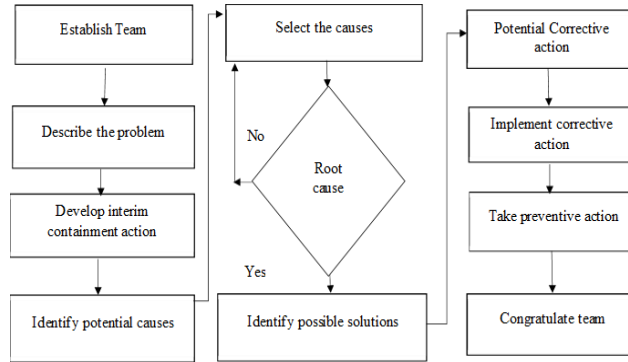 Establish Team
Describe the problem
Develop interim
containment action
Identify potential causes
Select the causes
No
Root
cause
Yes
Identify possible solutions
Potential Corrective
action
Implement corrective
action
Take preventive action
Congratulate team